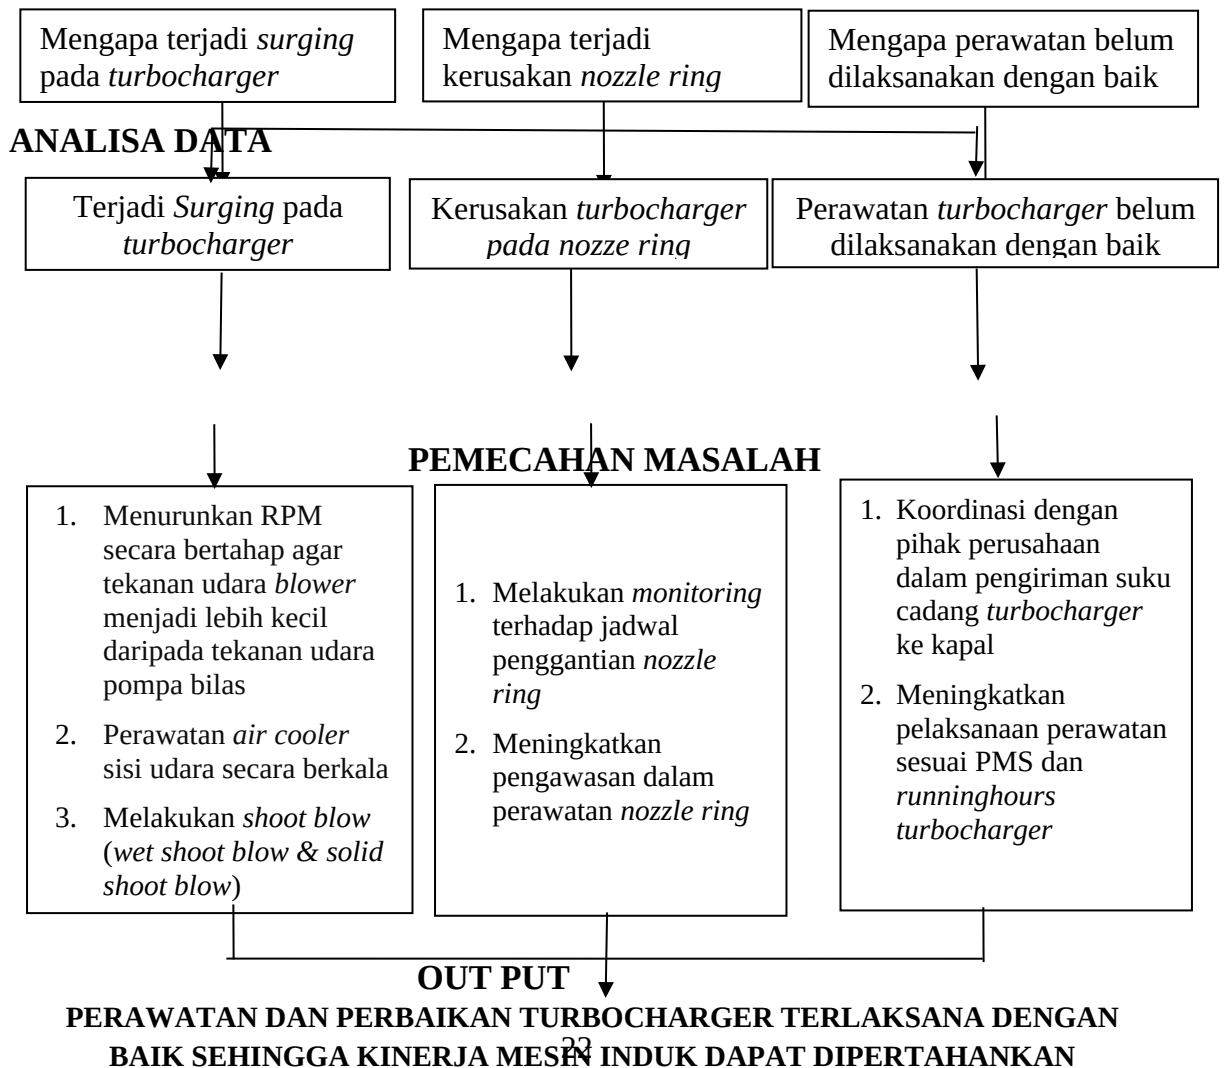 Mengapa terjadi surging
pada turbocharger
Mengapa terjadi
kerusakan nozzle ring
Mengapa perawatan belum
dilaksanakan dengan baik
ANALISA DATA
Terjadi Surging pada
turbocharger
Kerusakan turbocharger
pada nozze ring
Perawatan turbocharger belum
dilaksanakan dengan baik
PEMECAHAN MASALAH
1. Menurunkan RPM
secara bertahap agar
tekanan udara blower
menjadi lebih kecil
daripada tekanan udara
pompa bilas
2. Perawatan air cooler
sisi udara secara berkala
3. Melakukan shoot blow
(wet shoot blow & solid
shoot blow)
1. Melakukan monitoring
terhadap jadwal
penggantian nozzle
ring
2. Meningkatkan
pengawasan dalam
perawatan nozzle ring
1. Koordinasi dengan
pihak perusahaan
dalam pengiriman suku
cadang turbocharger
ke kapal
2. Meningkatkan
pelaksanaan perawatan
sesuai PMS dan
runninghours
turbocharger
OUT PUT
PERAWATAN DAN PERBAIKAN TURBOCHARGER TERLAKSANA DENGAN
BAIK SEHINGGA KINERJA MESIN INDUK DAPAT DIPERTAHANKAN
22